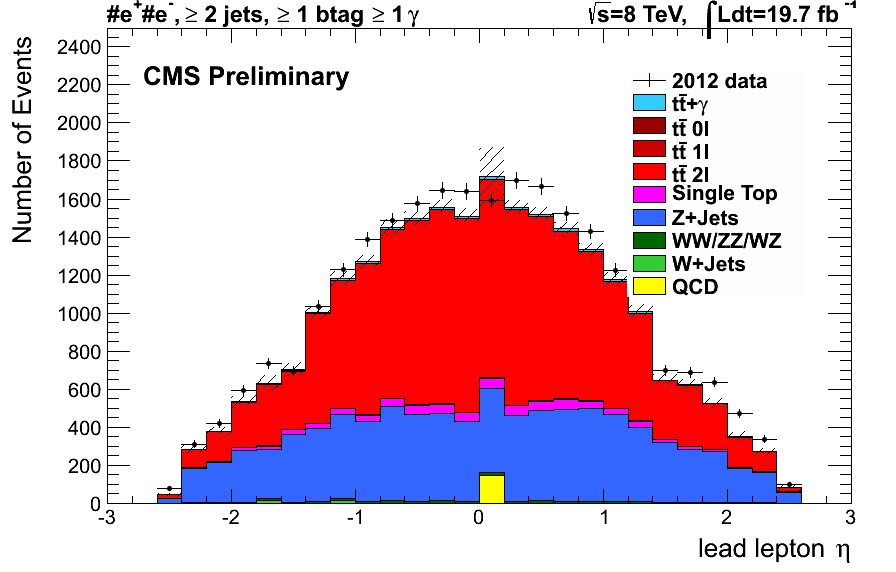 #e⁺#e⁻, ≥ 2 jets, ≥ 1 btag ≥ 1 γ
√s=8 TeV, ∫Ldt=19.7 fb⁻¹
CMS Preliminary
Number of Events
2400
2200
2000
1800
1600
1400
1200
1000
800
600
400
200
0
2012 data
tt̄+γ
tt̄ 0l
tt̄ 1l
tt̄ 2l
Single Top
Z+Jets
WW/ZZ/WZ
W+Jets
QCD
-3 -2 -1 0 1 2 3
lead lepton η